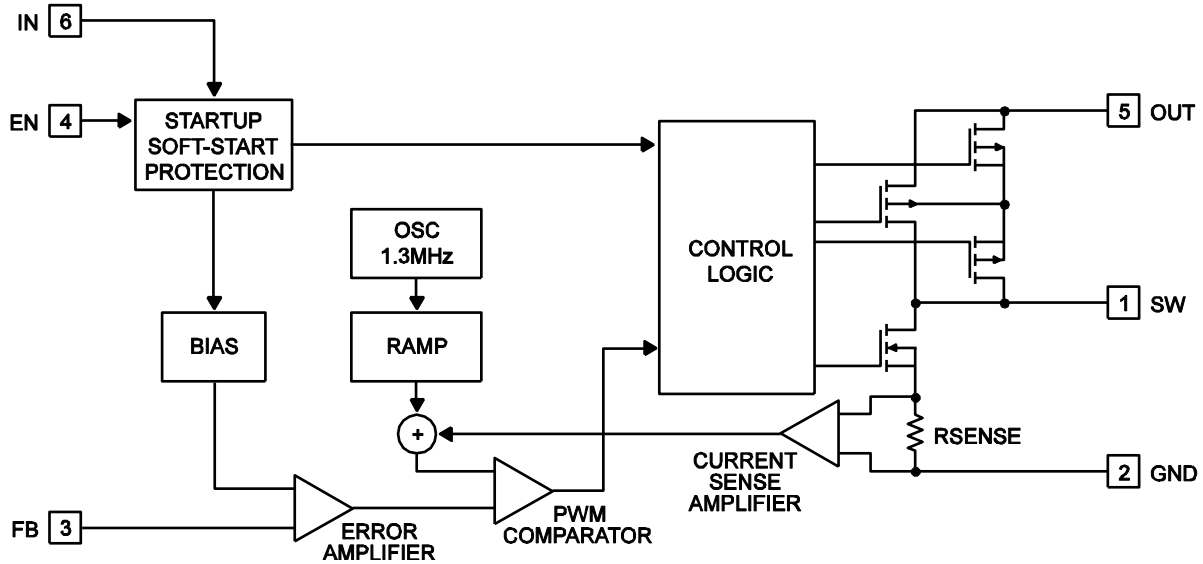 IN 6
EN 4
STARTUP
SOFT-START
PROTECTION
OSC
1.3MHz
BIAS
RAMP
+
CONTROL
LOGIC
5 OUT
1 SW
RSENSE
2 GND
CURRENT
SENSE
AMPLIFIER
PWM
COMPARATOR
FB 3
ERROR
AMPLIFIER